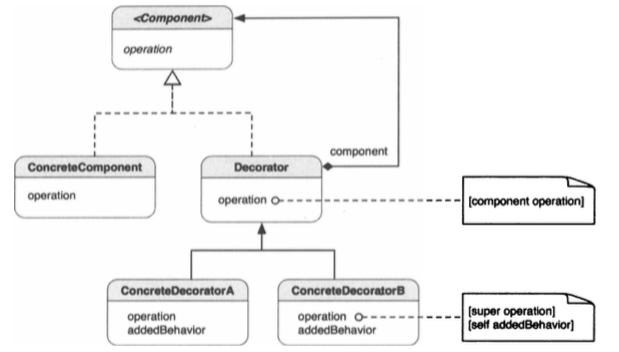 <Component>
operation
component
ConcreteComponent
operation
Decorator
operation
[component operation]
ConcreteDecoratorA
operation
addedBehavior
ConcreteDecoratorB
operation
addedBehavior
[super operation]
[self addedBehavior]